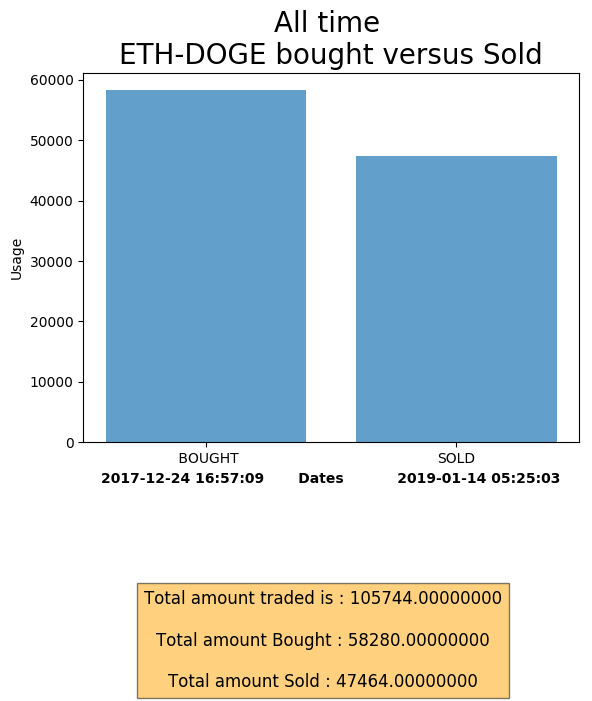 All time
ETH-DOGE bought versus Sold
60000
50000
40000
30000
20000
10000
0
Usage
BOUGHT SOLD
2017-12-24 16:57:09 Dates 2019-01-14 05:25:03
Total amount traded is : 105744.00000000
Total amount Bought : 58280.00000000
Total amount Sold : 47464.00000000